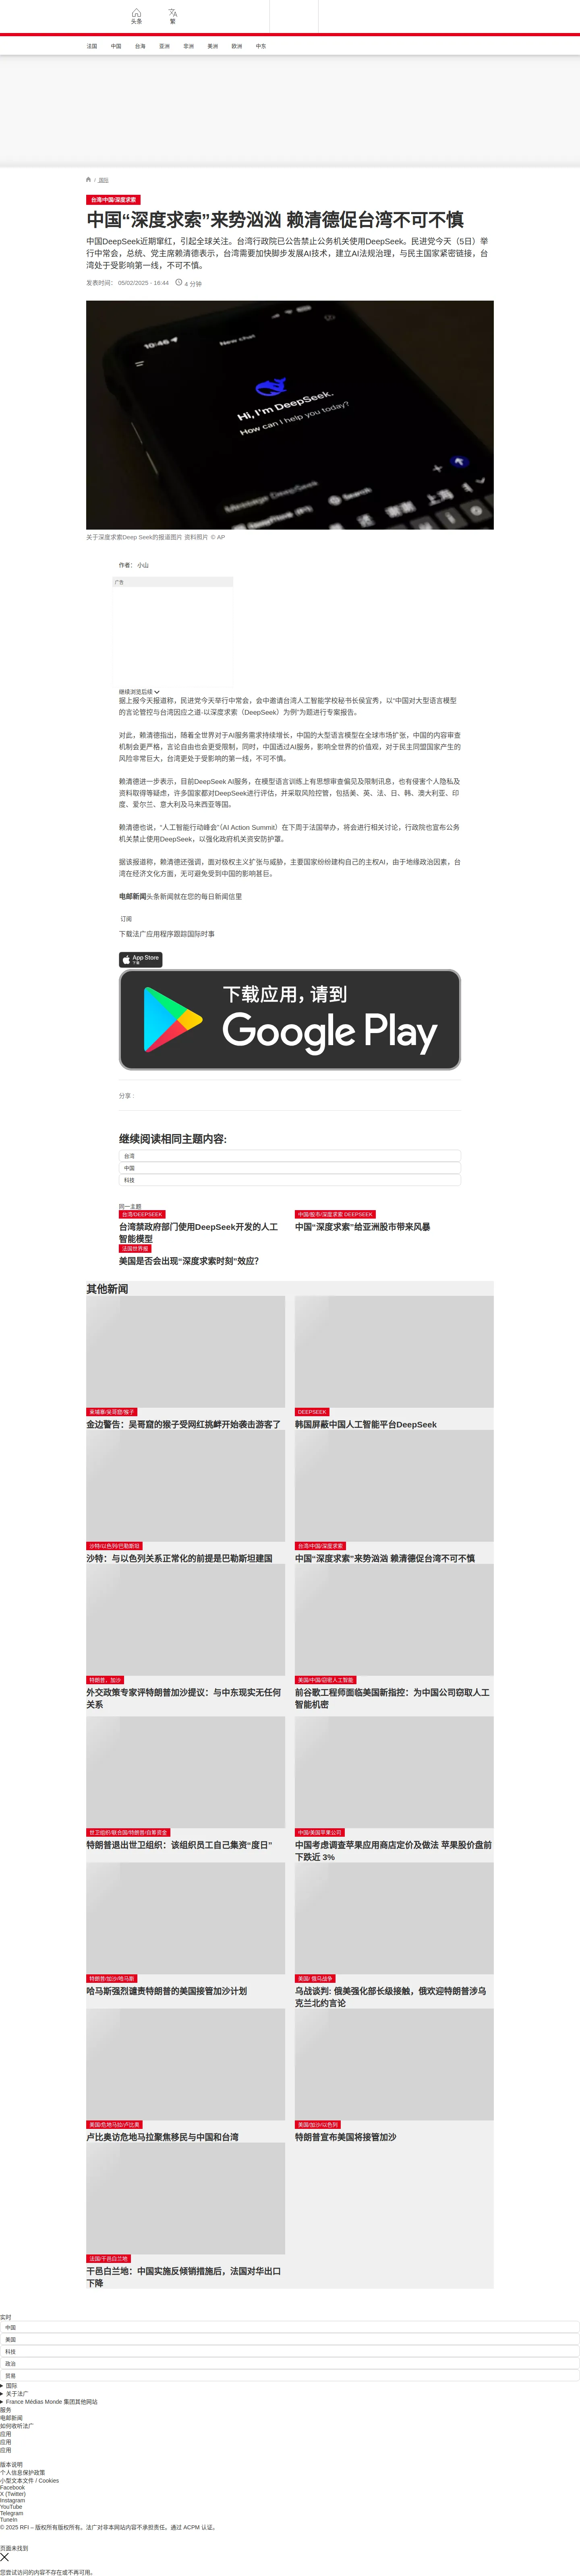 头条
繁
法国
中国
台海
亚洲
非洲
美洲
欧洲
中东
国际
台湾/中国/深度求索
中国“深度求索”来势汹汹 赖清德促台湾不可不慎
中国DeepSeek近期窜红，引起全球关注。台湾行政院已公告禁止公务机关使用DeepSeek。民进党今天（5日）举
行中常会，总统、党主席赖清德表示，台湾需要加快脚步发展AI技术，建立AI法规治理，与民主国家紧密链接，台
湾处于受影响第一线，不可不慎。
发表时间： 05/02/2025 - 16:44
4 分钟
10:46
New chat
Hi, I'm DeepSeek.
How can I help you today?
Message DeepSeek
DeepThink (R1)
Search
关于深度求索Deep Seek的报道图片 资料照片 © AP
作者： 小山
广告
继续浏览后续
据上报今天报道称，民进党今天举行中常会，会中邀请台湾人工智能学校秘书长侯宜秀，以“中国对大型语言模型
的言论管控与台湾因应之道-以深度求索（DeepSeek）为例”为题进行专案报告。
对此，赖清德指出，随着全世界对于AI服务需求持续增长，中国的大型语言模型在全球市场扩张，中国的内容审查
机制会更严格，言论自由也会更受限制，同时，中国透过AI服务，影响全世界的价值观，对于民主同盟国家产生的
风险非常巨大，台湾更处于受影响的第一线，不可不慎。
赖清德进一步表示，目前DeepSeek AI服务，在模型语言训练上有思想审查偏见及限制讯息，也有侵害个人隐私及
资料取得等疑虑，许多国家都对DeepSeek进行评估，并采取风险控管，包括美、英、法、日、韩、澳大利亚、印
度、爱尔兰、意大利及马来西亚等国。
赖清德也说，“人工智能行动峰会”（AI Action Summit）在下周于法国举办，将会进行相关讨论，行政院也宣布公务
机关禁止使用DeepSeek，以强化政府机关资安防护罩。
据该报道称，赖清德还强调，面对极权主义扩张与威胁，主要国家纷纷建构自己的主权AI，由于地缘政治因素，台
湾在经济文化方面，无可避免受到中国的影响甚巨。
电邮新闻头条新闻就在您的每日新闻信里
订阅
下载法广应用程序跟踪国际时事
App Store
下载
下载应用，请到
Google Play
分享 :
继续阅读相同主题内容:
台湾
中国
科技
同一主题
台湾/DEEPSEEK
台湾禁政府部门使用DeepSeek开发的人工
智能模型
中国/股市/深度求索 DEEPSEEK
中国“深度求索”给亚洲股市带来风暴
法国世界报
美国是否会出现“深度求索时刻”效应？
其他新闻
柬埔寨/吴哥窟/猴子
金边警告：吴哥窟的猴子受网红挑衅开始袭击游客了
DEEPSEEK
韩国屏蔽中国人工智能平台DeepSeek
沙特/以色列/巴勒斯坦
沙特：与以色列关系正常化的前提是巴勒斯坦建国
台湾/中国/深度求索
中国“深度求索”来势汹汹 赖清德促台湾不可不慎
特朗普，加沙
外交政策专家评特朗普加沙提议：与中东现实无任何
关系
美国/中国/窃密人工智能
前谷歌工程师面临美国新指控：为中国公司窃取人工
智能机密
世卫组织/联合国/特朗普/自筹资金
特朗普退出世卫组织：该组织员工自己集资“度日”
中国/美国苹果公司
中国考虑调查苹果应用商店定价及做法 苹果股价盘前
下跌近 3%
特朗普/加沙/哈马斯
哈马斯强烈谴责特朗普的美国接管加沙计划
美国/ 俄乌战争
乌战谈判: 俄美强化部长级接触，俄欢迎特朗普涉乌
克兰北约言论
美国/危地马拉/卢比奥
卢比奥访危地马拉聚焦移民与中国和台湾
美国/加沙/以色列
特朗普宣布美国将接管加沙
法国/干邑白兰地
干邑白兰地：中国实施反倾销措施后，法国对华出口
下降
实时
中国
美国
科技
政治
贸易
国际
关于法广
France Médias Monde 集团其他网站
服务
电邮新闻
如何收听法广
应用
应用
应用
版本说明
个人信息保护政策
小型文本文件 / Cookies
Facebook
X (Twitter)
Instagram
YouTube
Telegram
TuneIn
© 2025 RFI – 版权所有版权所有。法广对非本网站内容不承担责任。通过 ACPM 认证。
页面未找到
您尝试访问的内容不存在或不再可用。